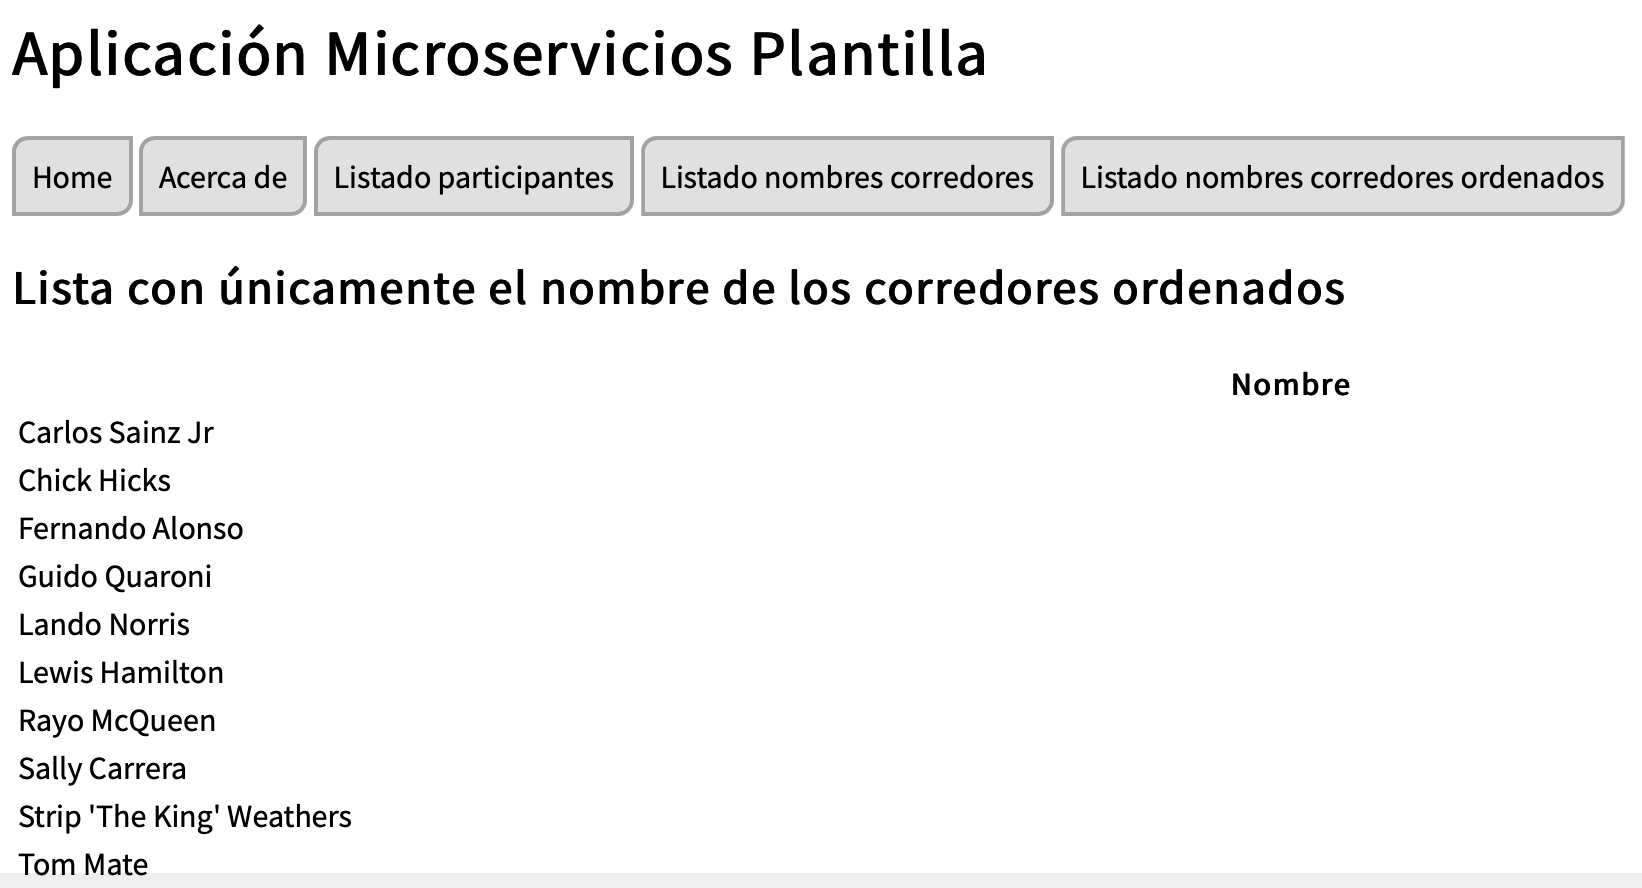 Aplicación Microservicios Plantilla
Home Acerca de Listado participantes Listado nombres corredores Listado nombres corredores ordenados
Lista con únicamente el nombre de los corredores ordenados
Nombre
Carlos Sainz Jr
Chick Hicks
Fernando Alonso
Guido Quaroni
Lando Norris
Lewis Hamilton
Rayo McQueen
Sally Carrera
Strip 'The King' Weathers
Tom Mate